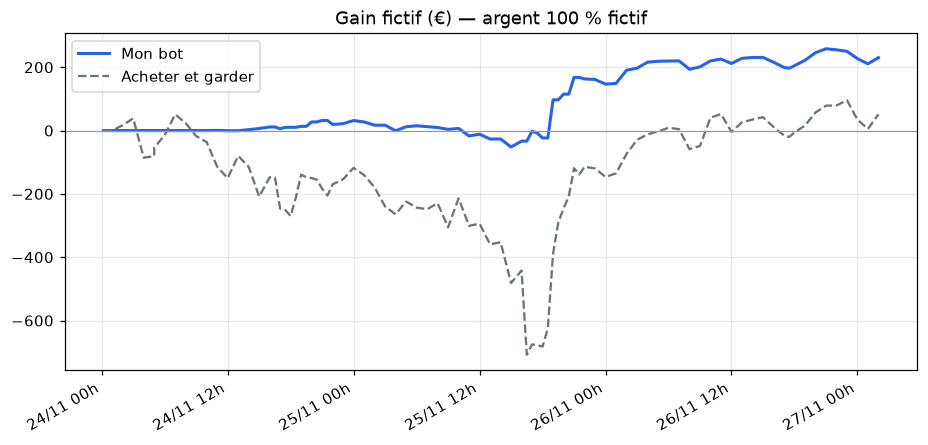 Gain fictif (€) — argent 100 % fictif
Mon bot
Acheter et garder
200
0
−200
−400
−600
24/11 00h
24/11 12h
25/11 00h
25/11 12h
26/11 00h
26/11 12h
27/11 00h